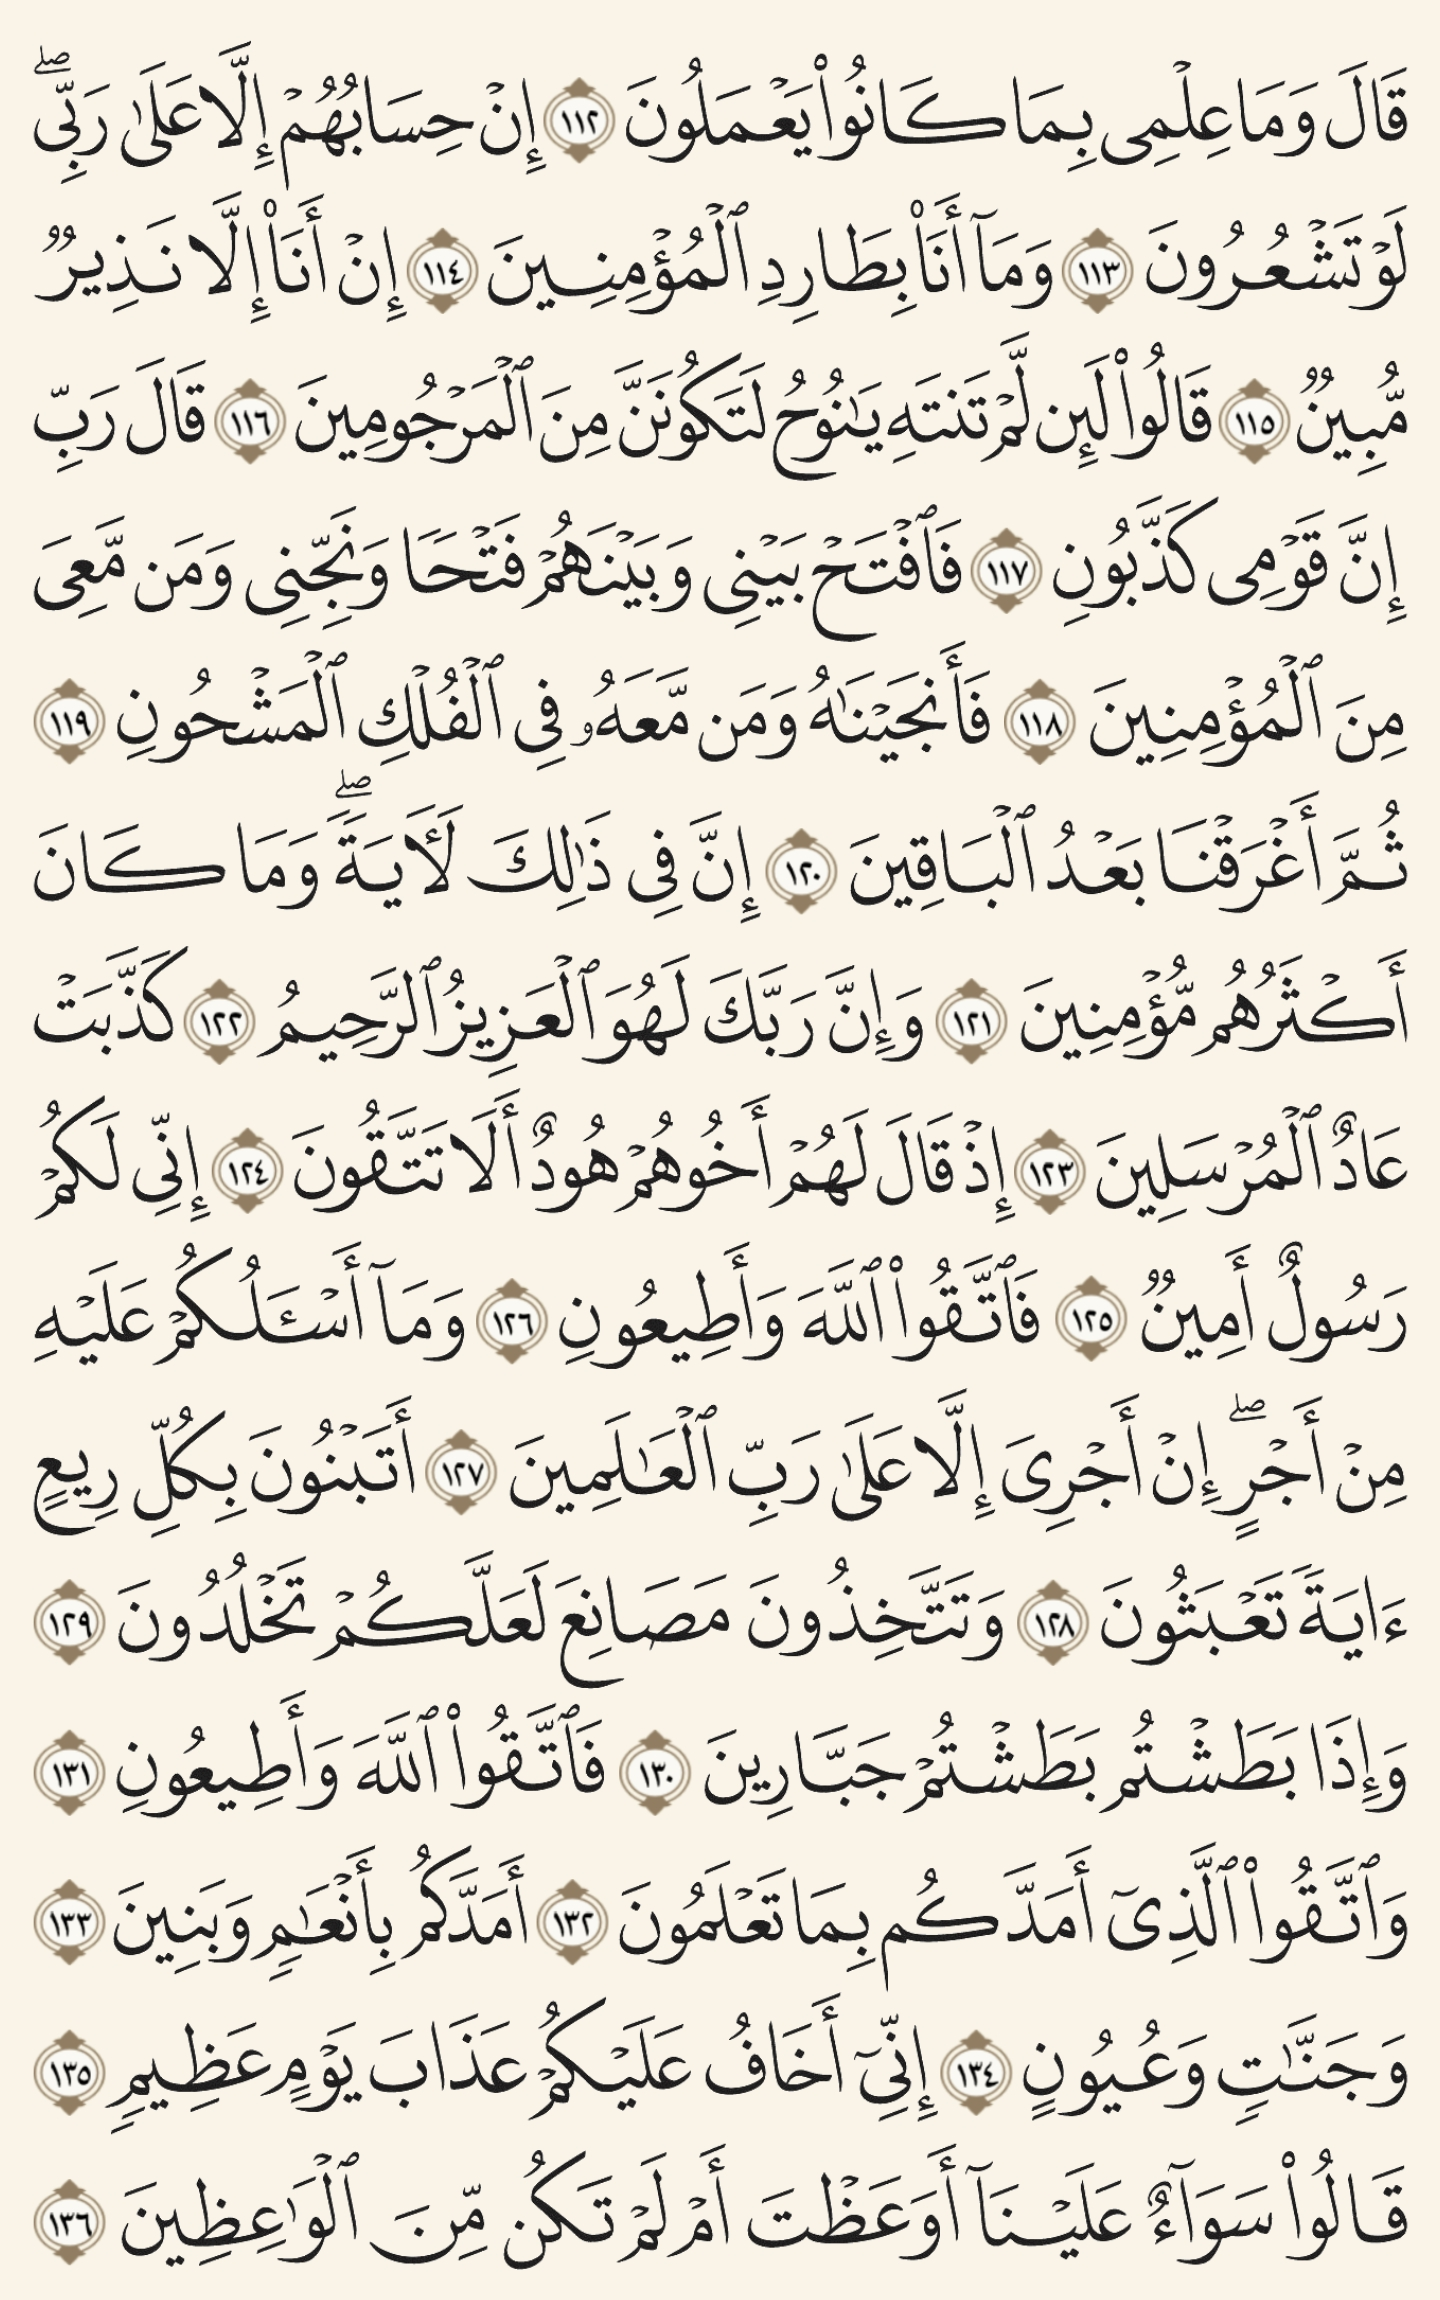 قَالَ وَمَا عِلْمِى بِمَا كَانُوا۟ يَعْمَلُونَ ١١٢ إِنْ حِسَابُهُمْ إِلَّا عَلَىٰ رَبِّى ۖ
لَوْ تَشْعُرُونَ ١١٣ وَمَآ أَنَا۠ بِطَارِدِ ٱلْمُؤْمِنِينَ ١١٤ إِنْ أَنَا۠ إِلَّا نَذِيرٌ
مُّبِينٌ ١١٥ قَالُوا۟ لَئِن لَّمْ تَنتَهِ يَـٰنُوحُ لَتَكُونَنَّ مِنَ ٱلْمَرْجُومِينَ ١١٦ قَالَ رَبِّ
إِنَّ قَوْمِى كَذَّبُونِ ١١٧ فَٱفْتَحْ بَيْنِى وَبَيْنَهُمْ فَتْحًا وَنَجِّنِى وَمَن مَّعِىَ
مِنَ ٱلْمُؤْمِنِينَ ١١٨ فَأَنجَيْنَـٰهُ وَمَن مَّعَهُۥ فِى ٱلْفُلْكِ ٱلْمَشْحُونِ ١١٩
ثُمَّ أَغْرَقْنَا بَعْدُ ٱلْبَاقِينَ ١٢٠ إِنَّ فِى ذَٰلِكَ لَـَٔايَةً ۖ وَمَا كَانَ
أَكْثَرُهُم مُّؤْمِنِينَ ١٢١ وَإِنَّ رَبَّكَ لَهُوَ ٱلْعَزِيزُ ٱلرَّحِيمُ ١٢٢ كَذَّبَتْ
عَادٌ ٱلْمُرْسَلِينَ ١٢٣ إِذْ قَالَ لَهُمْ أَخُوهُمْ هُودٌ أَلَا تَتَّقُونَ ١٢٤ إِنِّى لَكُمْ
رَسُولٌ أَمِينٌ ١٢٥ فَٱتَّقُوا۟ ٱللَّهَ وَأَطِيعُونِ ١٢٦ وَمَآ أَسْـَٔلُكُمْ عَلَيْهِ
مِنْ أَجْرٍ ۖ إِنْ أَجْرِىَ إِلَّا عَلَىٰ رَبِّ ٱلْعَـٰلَمِينَ ١٢٧ أَتَبْنُونَ بِكُلِّ رِيعٍ
ءَايَةً تَعْبَثُونَ ١٢٨ وَتَتَّخِذُونَ مَصَانِعَ لَعَلَّكُمْ تَخْلُدُونَ ١٢٩
وَإِذَا بَطَشْتُم بَطَشْتُمْ جَبَّارِينَ ١٣٠ فَٱتَّقُوا۟ ٱللَّهَ وَأَطِيعُونِ ١٣١
وَٱتَّقُوا۟ ٱلَّذِىٓ أَمَدَّكُم بِمَا تَعْلَمُونَ ١٣٢ أَمَدَّكُم بِأَنْعَـٰمٍ وَبَنِينَ ١٣٣
وَجَنَّـٰتٍ وَعُيُونٍ ١٣٤ إِنِّىٓ أَخَافُ عَلَيْكُمْ عَذَابَ يَوْمٍ عَظِيمٍ ١٣٥
قَالُوا۟ سَوَآءٌ عَلَيْنَآ أَوَعَظْتَ أَمْ لَمْ تَكُن مِّنَ ٱلْوَٰعِظِينَ ١٣٦